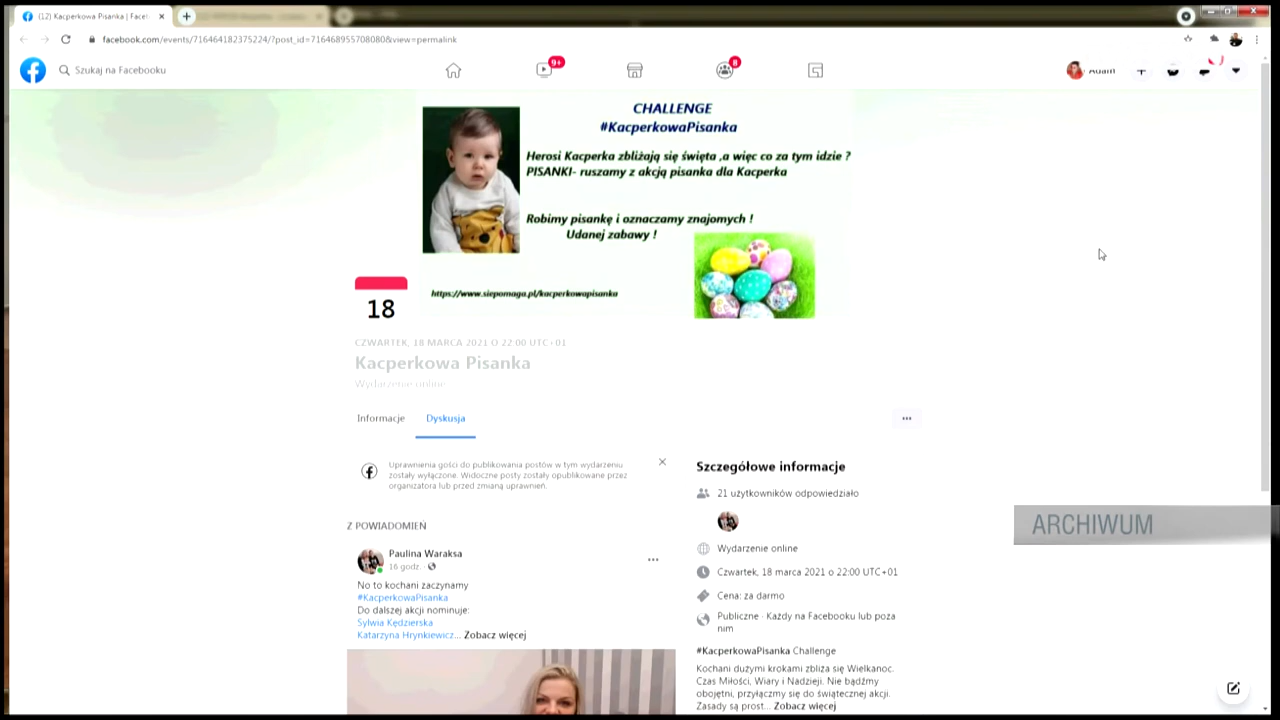 (12) Kacperkowa Pisanka | Face
facebook.com/events/716464182375224/?post_id=716468955708080&view=permalink
Szukaj na Facebooku
9+
8
Adam
CHALLENGE
#KacperkowaPisanka
Herosi Kacperka zbliżają się święta ,a więc co za tym idzie ?
PISANKI- ruszamy z akcją pisanka dla Kacperka
Robimy pisankę i oznaczamy znajomych !
Udanej zabawy !
https://www.siepomaga.pl/kacperkowapisanka
18
CZWARTEK, 18 MARCA 2021 O 22:00 UTC+01
Kacperkowa Pisanka
Wydarzenie online
Informacje
Dyskusja
Uprawnienia gości do publikowania postów w tym wydarzeniu
zostały wyłączone. Widoczne posty zostały opublikowane przez
organizatora lub przed zmianą uprawnień.
Z POWIADOMIEŃ
Paulina Waraksa
16 godz. ·
No to kochani zaczynamy
#KacperkowaPisanka
Do dalszej akcji nominuje:
Sylwia Kędzierska
Katarzyna Hrynkiewicz... Zobacz więcej
Szczegółowe informacje
21 użytkowników odpowiedziało
Wydarzenie online
Czwartek, 18 marca 2021 o 22:00 UTC+01
Cena: za darmo
Publiczne · Każdy na Facebooku lub poza
nim
#KacperkowaPisanka Challenge
Kochani dużymi krokami zbliża się Wielkanoc.
Czas Miłości, Wiary i Nadzieji. Nie bądźmy
obojętni, przyłączmy się do świątecznej akcji.
Zasady są prost... Zobacz więcej
ARCHIWUM